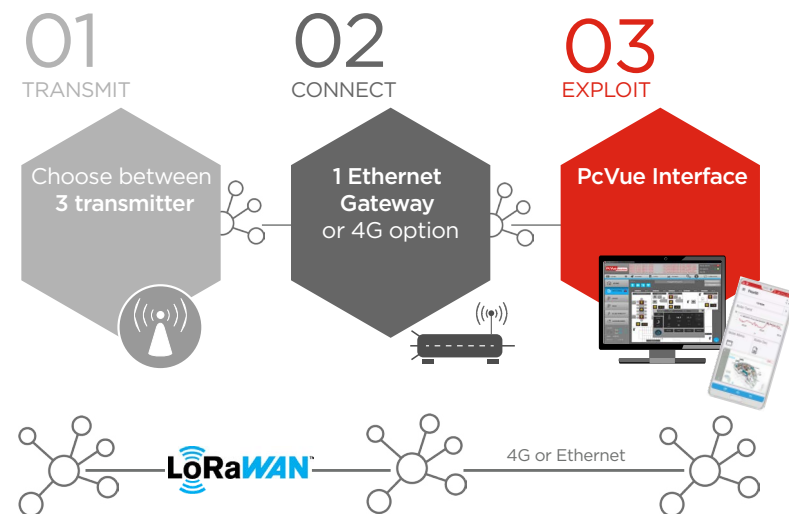 01
TRANSMIT
Choose between
3 transmitter
02
CONNECT
1 Ethernet
Gateway
or 4G option
03
EXPLOIT
PcVue Interface
LoRaWAN™
4G or Ethernet